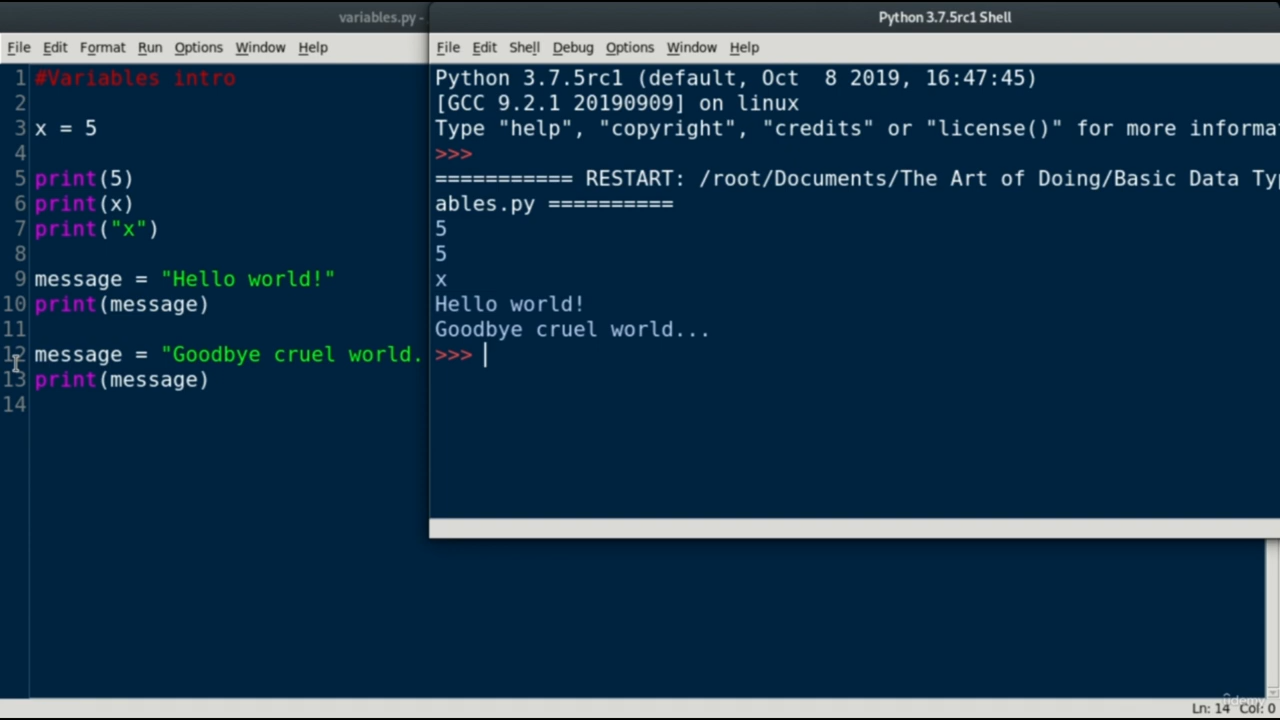 variables.py -
File Edit Format Run Options Window Help
1 #Variables intro
2
3 x = 5
4
5 print(5)
6 print(x)
7 print("x")
8
9 message = "Hello world!"
10 print(message)
11
12 message = "Goodbye cruel world.
13 print(message)
14
Python 3.7.5rc1 Shell
File Edit Shell Debug Options Window Help
Python 3.7.5rc1 (default, Oct  8 2019, 16:47:45)
[GCC 9.2.1 20190909] on linux
Type "help", "copyright", "credits" or "license()" for more informa
>>>
=========== RESTART: /root/Documents/The Art of Doing/Basic Data Typ
ables.py ==========
5
5
x
Hello world!
Goodbye cruel world...
>>>
Udemy
Ln: 14 Col: 0